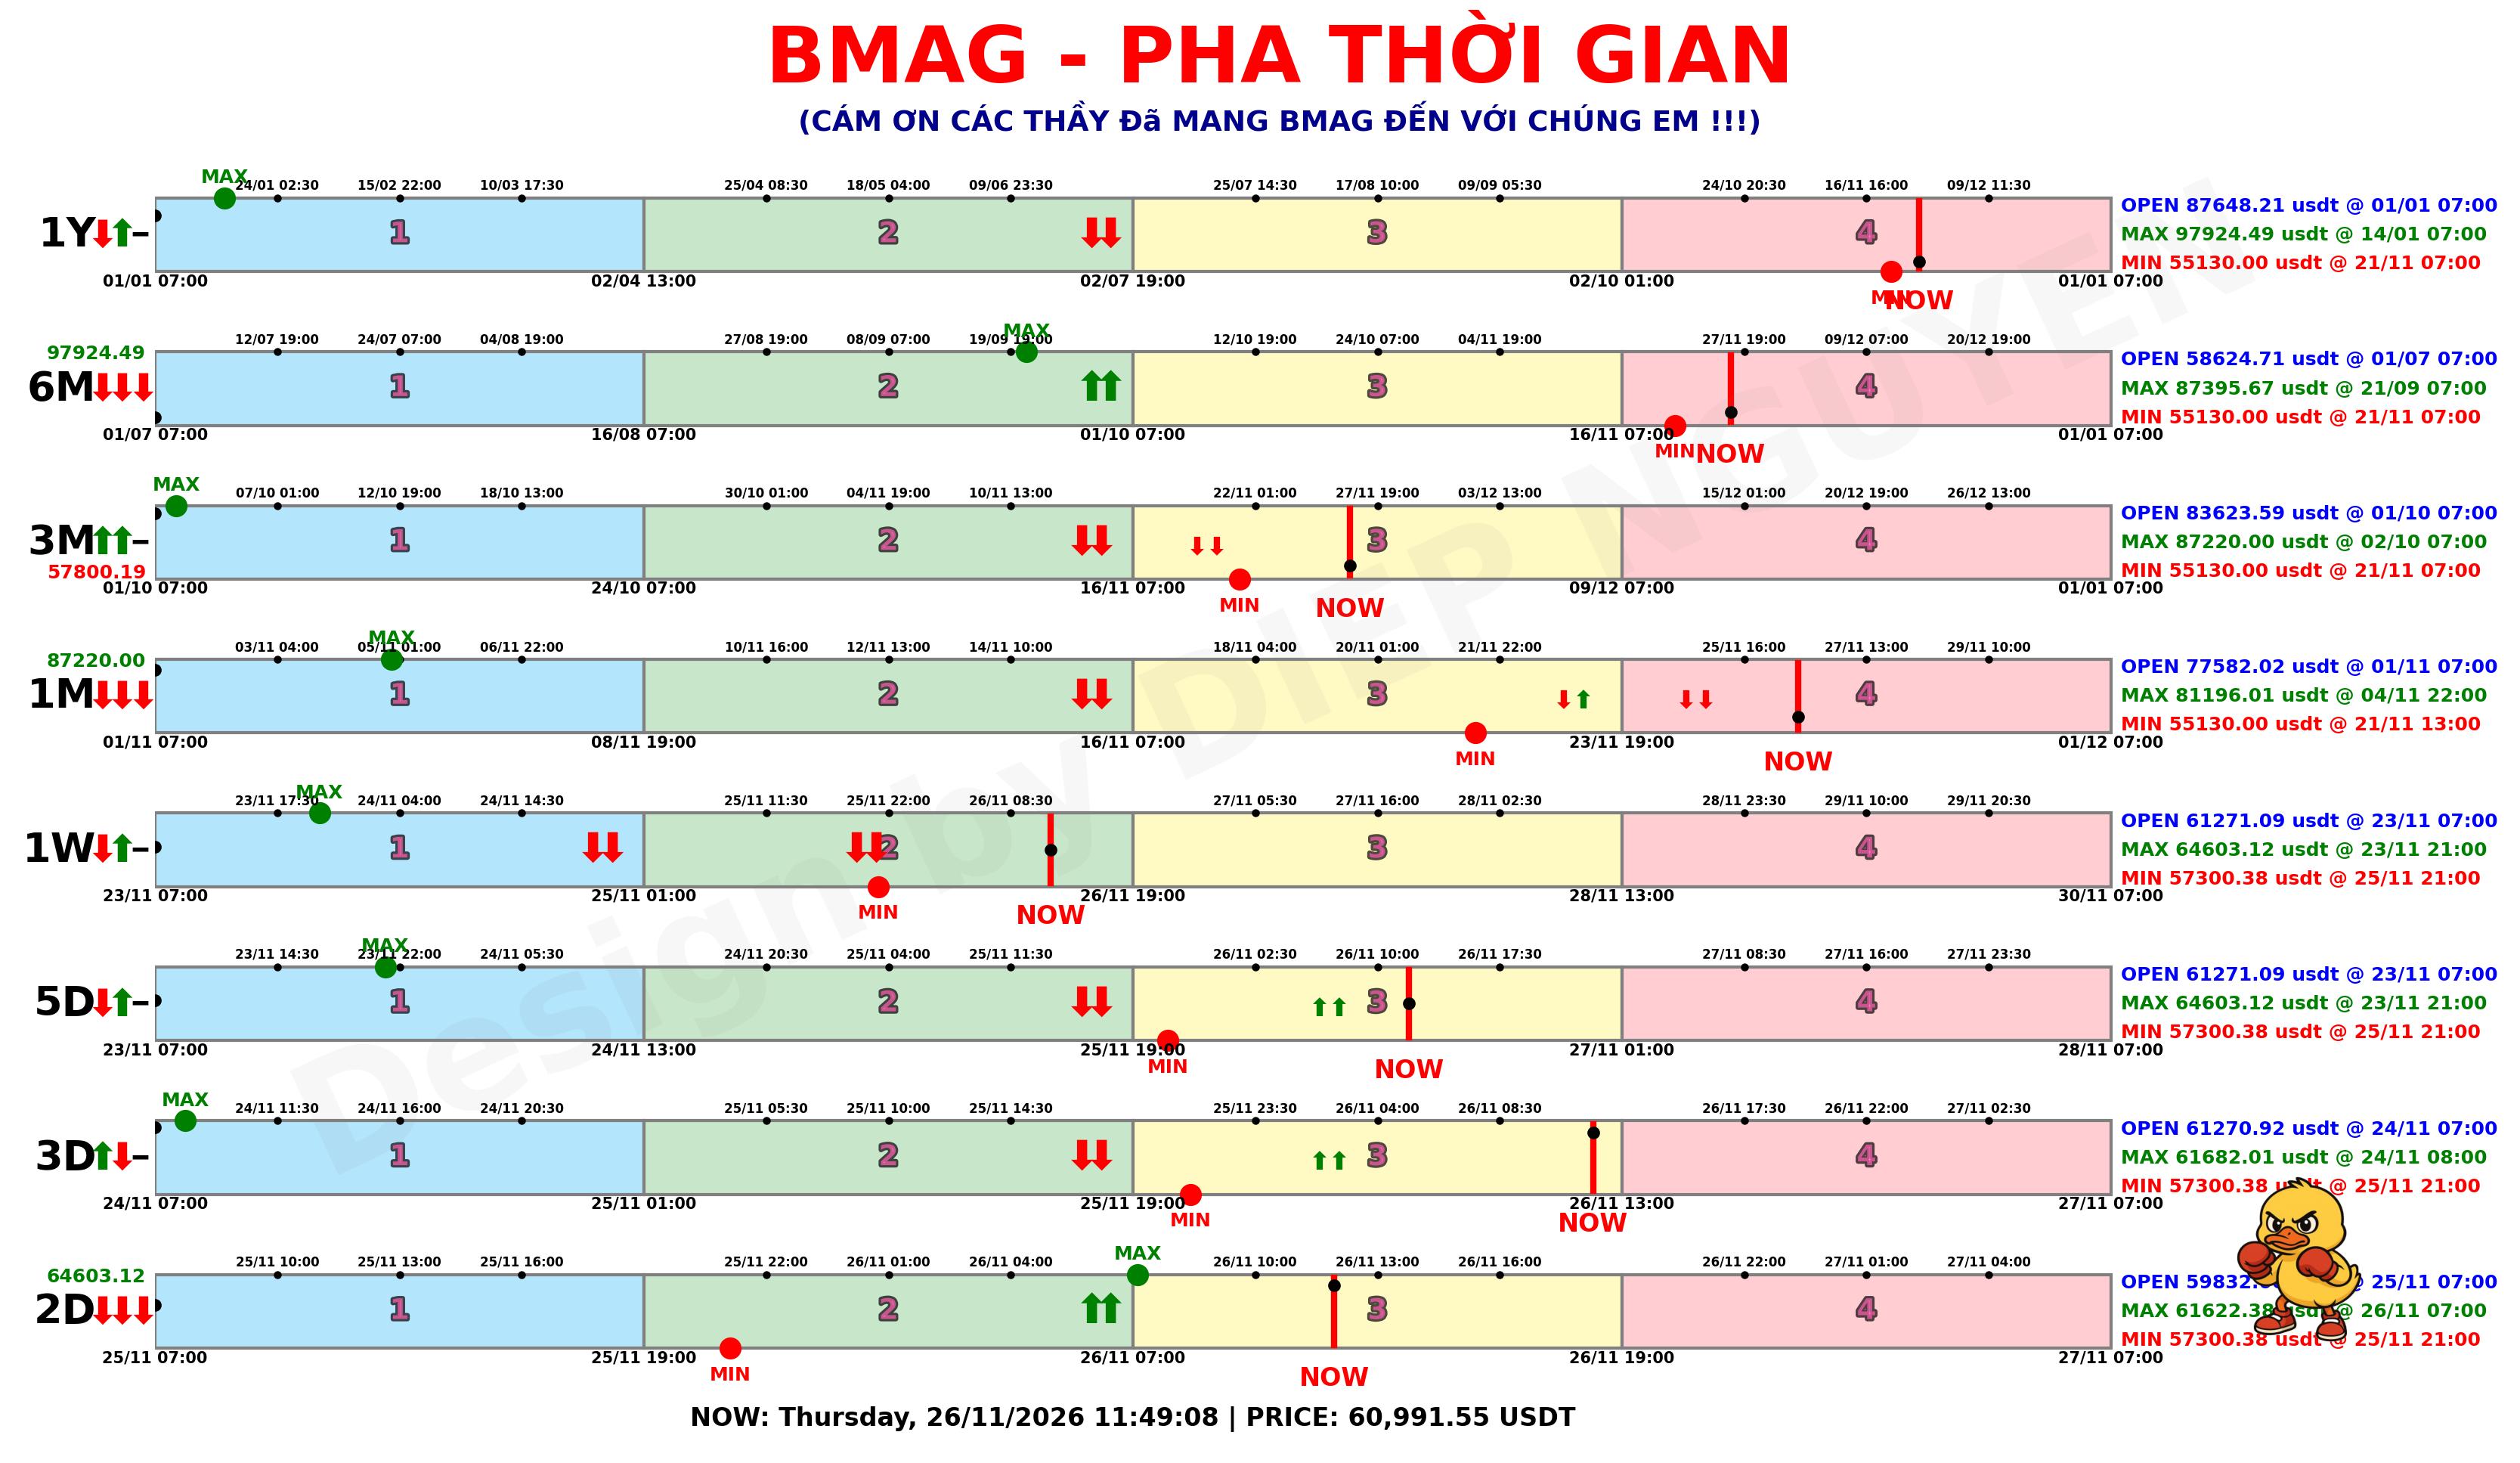 BMAG - PHA THỜI GIAN
(CÁM ƠN CÁC THẦY Đã MANG BMAG ĐẾN VỚI CHÚNG EM !!!)
MAX
24/01 02:30 15/02 22:00 10/03 17:30 25/04 08:30 18/05 04:00 09/06 23:30 25/07 14:30 17/08 10:00 09/09 05:30 24/10 20:30 16/11 16:00 09/12 11:30
OPEN 87648.21 usdt @ 01/01 07:00
1Y⬇⬆– 1 2 ⬇⬇ 3 4
MAX 97924.49 usdt @ 14/01 07:00
MIN 55130.00 usdt @ 21/11 07:00
01/01 07:00 02/04 13:00 02/07 19:00 02/10 01:00 01/01 07:00
MIN NOW
MAX
12/07 19:00 24/07 07:00 04/08 19:00 27/08 19:00 08/09 07:00 19/09 19:00 12/10 19:00 24/10 07:00 04/11 19:00 27/11 19:00 09/12 07:00 20/12 19:00
97924.49
OPEN 58624.71 usdt @ 01/07 07:00
6M⬇⬇⬇ 1 2 ⬆⬆ 3 4
MAX 87395.67 usdt @ 21/09 07:00
MIN 55130.00 usdt @ 21/11 07:00
01/07 07:00 16/08 07:00 01/10 07:00 16/11 07:00 01/01 07:00
MIN NOW
MAX
07/10 01:00 12/10 19:00 18/10 13:00 30/10 01:00 04/11 19:00 10/11 13:00 22/11 01:00 27/11 19:00 03/12 13:00 15/12 01:00 20/12 19:00 26/12 13:00
OPEN 83623.59 usdt @ 01/10 07:00
3M⬆⬆– 1 2 ⬇⬇ ⬇⬇ 3 4
MAX 87220.00 usdt @ 02/10 07:00
57800.19
MIN 55130.00 usdt @ 21/11 07:00
01/10 07:00 24/10 07:00 16/11 07:00 09/12 07:00 01/01 07:00
MIN NOW
MAX
03/11 04:00 05/11 01:00 06/11 22:00 10/11 16:00 12/11 13:00 14/11 10:00 18/11 04:00 20/11 01:00 21/11 22:00 25/11 16:00 27/11 13:00 29/11 10:00
87220.00
OPEN 77582.02 usdt @ 01/11 07:00
1M⬇⬇⬇ 1 2 ⬇⬇ 3 ⬇⬆ ⬇⬇ 4
MAX 81196.01 usdt @ 04/11 22:00
MIN 55130.00 usdt @ 21/11 13:00
01/11 07:00 08/11 19:00 16/11 07:00 23/11 19:00 01/12 07:00
MIN NOW
MAX
23/11 17:30 24/11 04:00 24/11 14:30 25/11 11:30 25/11 22:00 26/11 08:30 27/11 05:30 27/11 16:00 28/11 02:30 28/11 23:30 29/11 10:00 29/11 20:30
OPEN 61271.09 usdt @ 23/11 07:00
1W⬇⬆– 1 ⬇⬇ ⬇⬇ 2 3 4
MAX 64603.12 usdt @ 23/11 21:00
MIN 57300.38 usdt @ 25/11 21:00
23/11 07:00 25/11 01:00 26/11 19:00 28/11 13:00 30/11 07:00
MIN NOW
MAX
23/11 14:30 23/11 22:00 24/11 05:30 24/11 20:30 25/11 04:00 25/11 11:30 26/11 02:30 26/11 10:00 26/11 17:30 27/11 08:30 27/11 16:00 27/11 23:30
OPEN 61271.09 usdt @ 23/11 07:00
5D⬇⬆– 1 2 ⬇⬇ ⬆⬆ 3 4
MAX 64603.12 usdt @ 23/11 21:00
MIN 57300.38 usdt @ 25/11 21:00
23/11 07:00 24/11 13:00 25/11 19:00 27/11 01:00 28/11 07:00
MIN NOW
MAX
24/11 11:30 24/11 16:00 24/11 20:30 25/11 05:30 25/11 10:00 25/11 14:30 25/11 23:30 26/11 04:00 26/11 08:30 26/11 17:30 26/11 22:00 27/11 02:30
OPEN 61270.92 usdt @ 24/11 07:00
3D⬆⬇– 1 2 ⬇⬇ ⬆⬆ 3 4
MAX 61682.01 usdt @ 24/11 08:00
MIN 57300.38 usdt @ 25/11 21:00
24/11 07:00 25/11 01:00 25/11 19:00 26/11 13:00 27/11 07:00
MIN NOW
MAX
25/11 10:00 25/11 13:00 25/11 16:00 25/11 22:00 26/11 01:00 26/11 04:00 26/11 10:00 26/11 13:00 26/11 16:00 26/11 22:00 27/11 01:00 27/11 04:00
64603.12
OPEN @ 25/11 07:00
2D⬇⬇⬇ 1 2 ⬆⬆ 3 4
MAX 61622.38 usdt @ 26/11 07:00
MIN 57300.38 usdt @ 25/11 21:00
25/11 07:00 25/11 19:00 26/11 07:00 26/11 19:00 27/11 07:00
MIN NOW
NOW: Thursday, 26/11/2026 11:49:08 | PRICE: 60,991.55 USDT
Design by DIEP NGUYEN